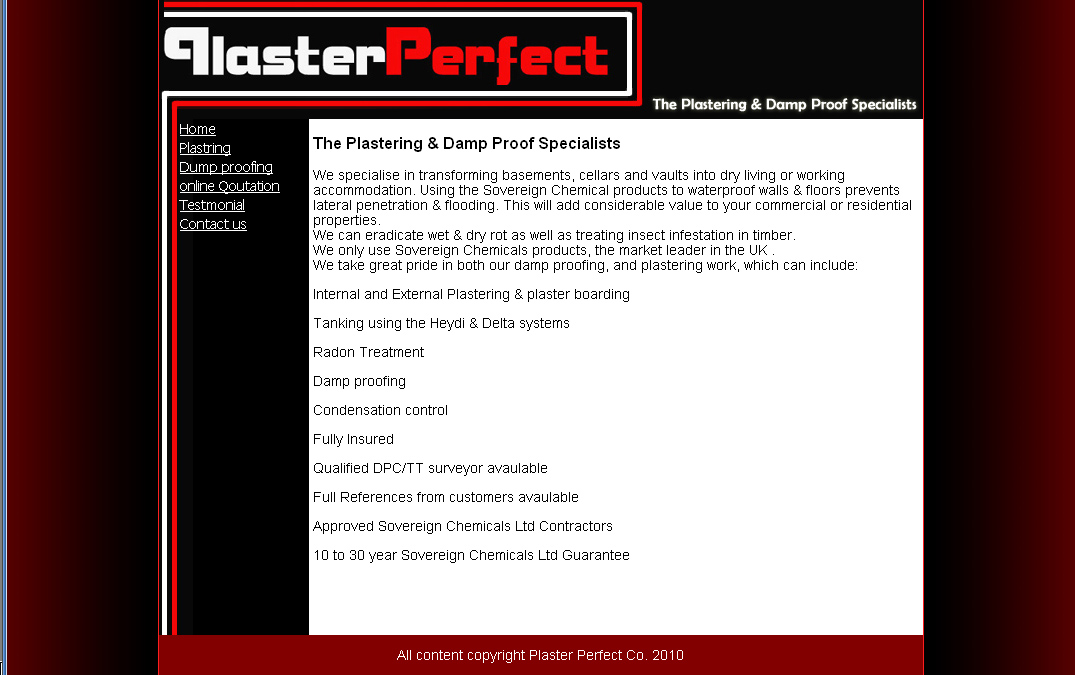 PlasterPerfect
The Plastering & Damp Proof Specialists
Home
Plastring
Dump proofing
online Qoutation
Testmonial
Contact us
The Plastering & Damp Proof Specialists
We specialise in transforming basements, cellars and vaults into dry living or working
accommodation. Using the Sovereign Chemical products to waterproof walls & floors prevents
lateral penetration & flooding. This will add considerable value to your commercial or residential
properties.
We can eradicate wet & dry rot as well as treating insect infestation in timber.
We only use Sovereign Chemicals products, the market leader in the UK .
We take great pride in both our damp proofing, and plastering work, which can include:
Internal and External Plastering & plaster boarding
Tanking using the Heydi & Delta systems
Radon Treatment
Damp proofing
Condensation control
Fully Insured
Qualified DPC/TT surveyor avaulable
Full References from customers avaulable
Approved Sovereign Chemicals Ltd Contractors
10 to 30 year Sovereign Chemicals Ltd Guarantee
All content copyright Plaster Perfect Co. 2010